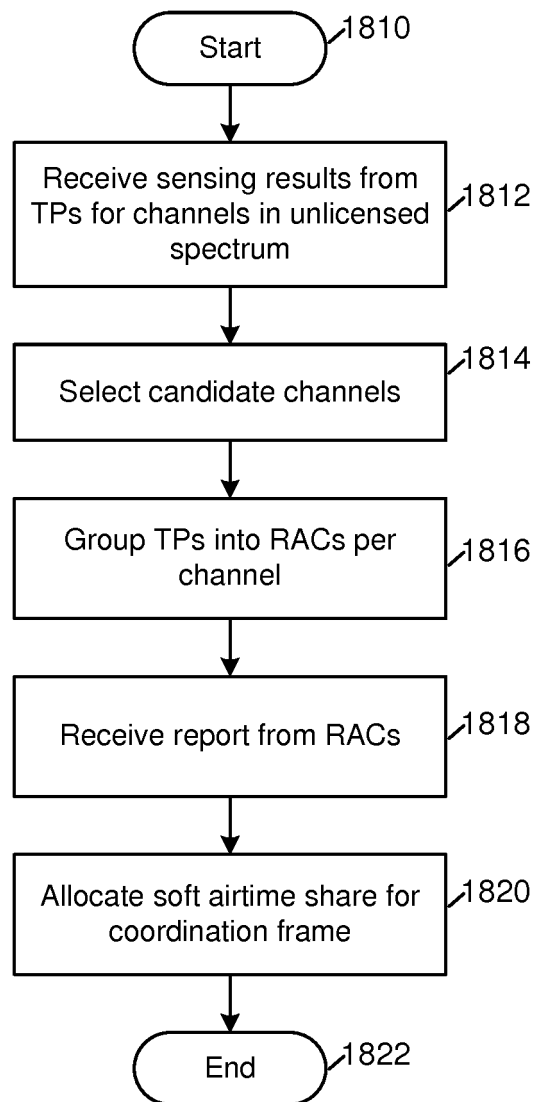 Start
1810
Receive sensing results from
TPs for channels in unlicensed
spectrum
1812
Select candidate channels
1814
Group TPs into RACs per
channel
1816
Receive report from RACs
1818
Allocate soft airtime share for
coordination frame
1820
End
1822